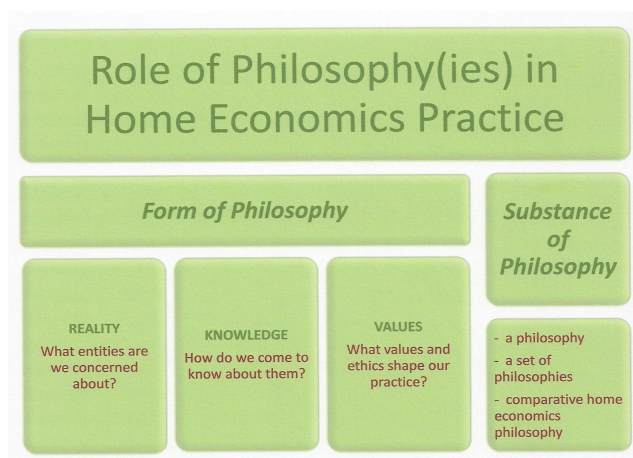 Role of Philosophy(ies) in
Home Economics Practice
Form of Philosophy
Substance
of
Philosophy
REALITY
What entities are
we concerned
about?
KNOWLEDGE
How do we come to
know about them?
VALUES
What values and
ethics shape our
practice?
- a philosophy
- a set of
philosophies
- comparative home
economics
philosophy